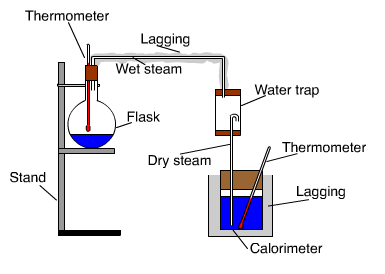 Thermometer
Lagging
Wet steam
Water trap
Flask
Thermometer
Dry steam
Stand
Lagging
Calorimeter